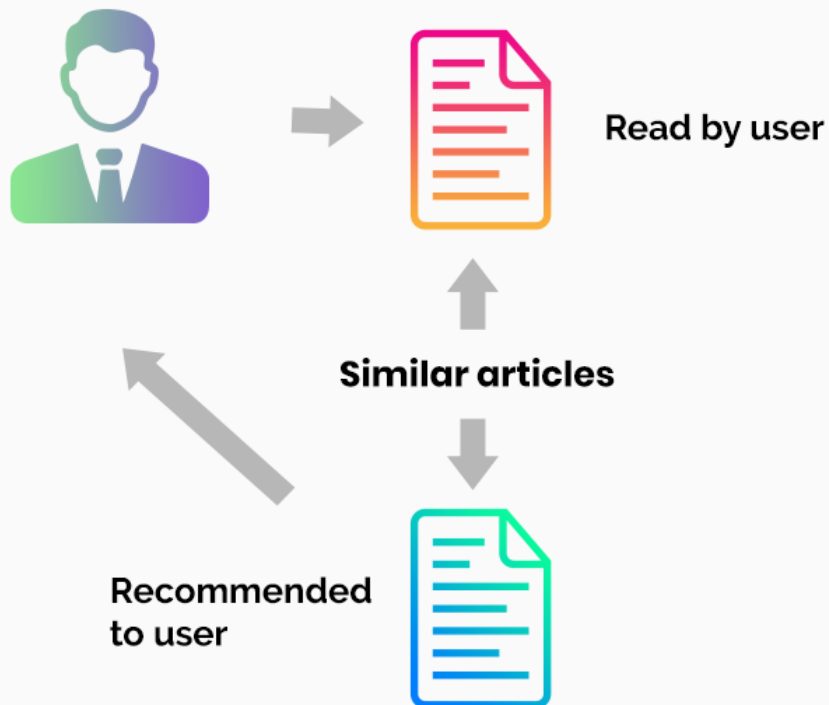 Read by user
Similar articles
Recommended
to user